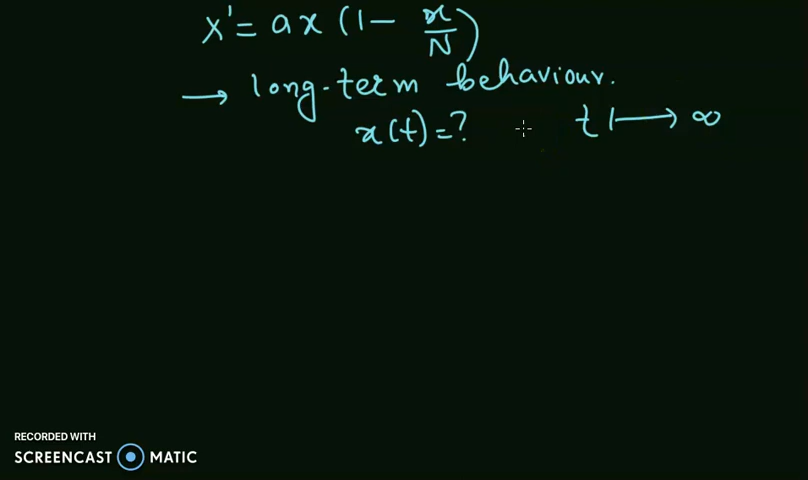 x' = ax (1 - x/N)
→ long-term behaviour.
x(t) = ? t ⟼ ∞
RECORDED WITH
SCREENCAST MATIC